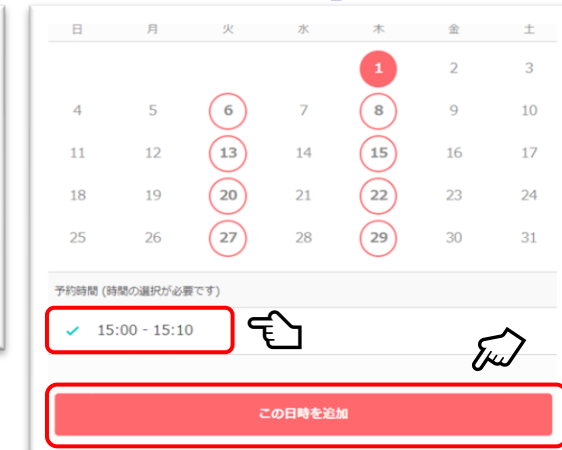 日 月 火 水 木 金 土
1 2 3
4 5 6 7 8 9 10
11 12 13 14 15 16 17
18 19 20 21 22 23 24
25 26 27 28 29 30 31
予約時間 (時間の選択が必要です)
15:00 - 15:10
この日時を追加